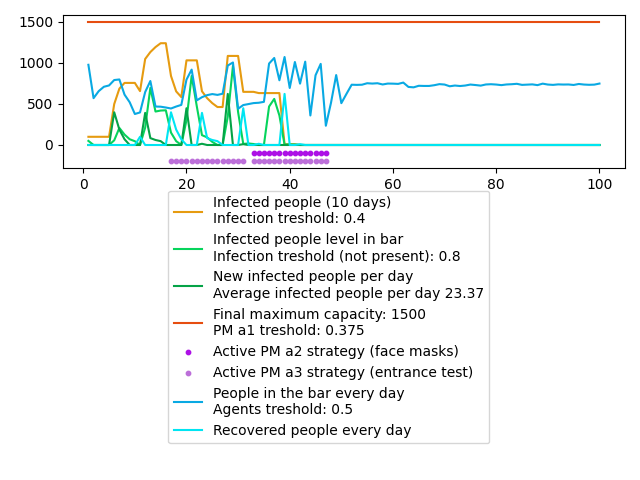 1500
1000
500
0
0 20 40 60 80 100
Infected people (10 days)
Infection treshold: 0.4
Infected people level in bar
Infection treshold (not present): 0.8
New infected people per day
Average infected people per day 23.37
Final maximum capacity: 1500
PM a1 treshold: 0.375
Active PM a2 strategy (face masks)
Active PM a3 strategy (entrance test)
People in the bar every day
Agents treshold: 0.5
Recovered people every day